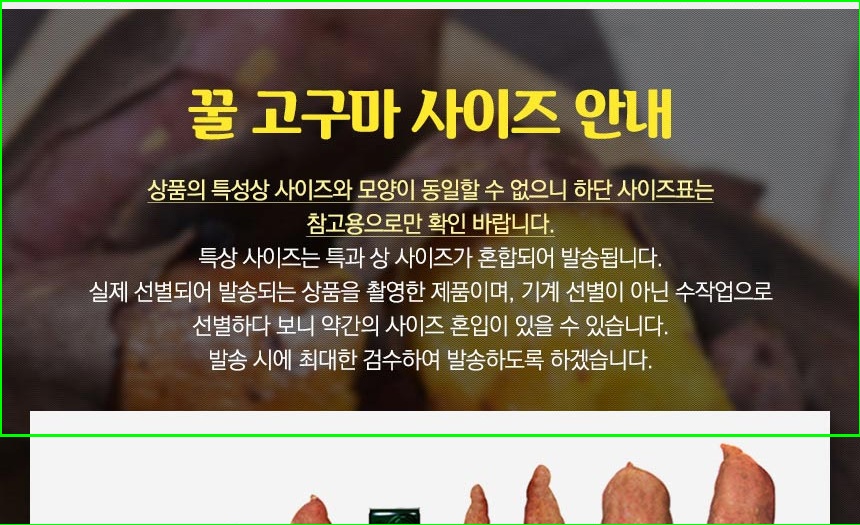 꿀 고구마 사이즈 안내
상품의 특성상 사이즈와 모양이 동일할 수 없으니 하단 사이즈표는
참고용으로만 확인 바랍니다.
특상 사이즈는 특과 상 사이즈가 혼합되어 발송됩니다.
실제 선별되어 발송되는 상품을 촬영한 제품이며, 기계 선별이 아닌 수작업으로
선별하다 보니 약간의 사이즈 혼입이 있을 수 있습니다.
발송 시에 최대한 검수하여 발송하도록 하겠습니다.